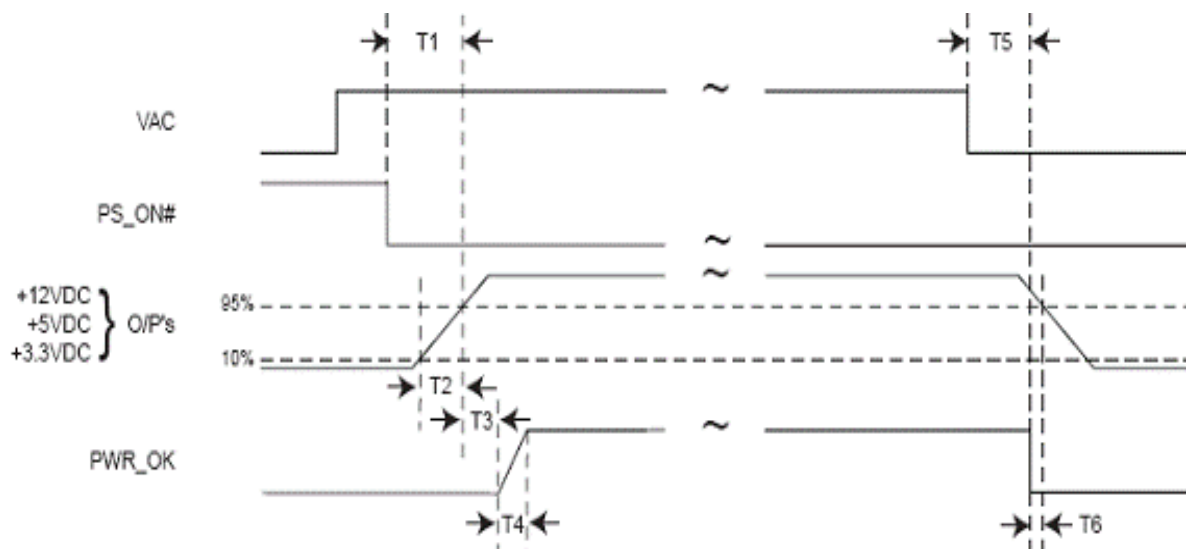 T1
T5
VAC
PS_ON#
+12VDC
+5VDC
+3.3VDC
} O/P's
95%
10%
T2
T3
PWR_OK
T4
T6